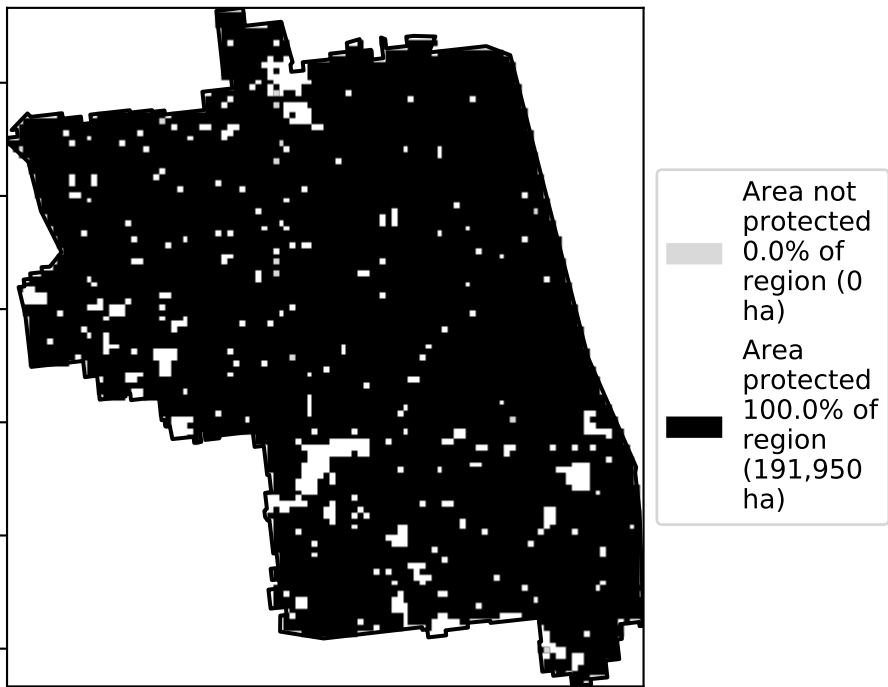 Area not
protected
0.0% of
region (0
ha)
Area
protected
100.0% of
region
(191,950
ha)